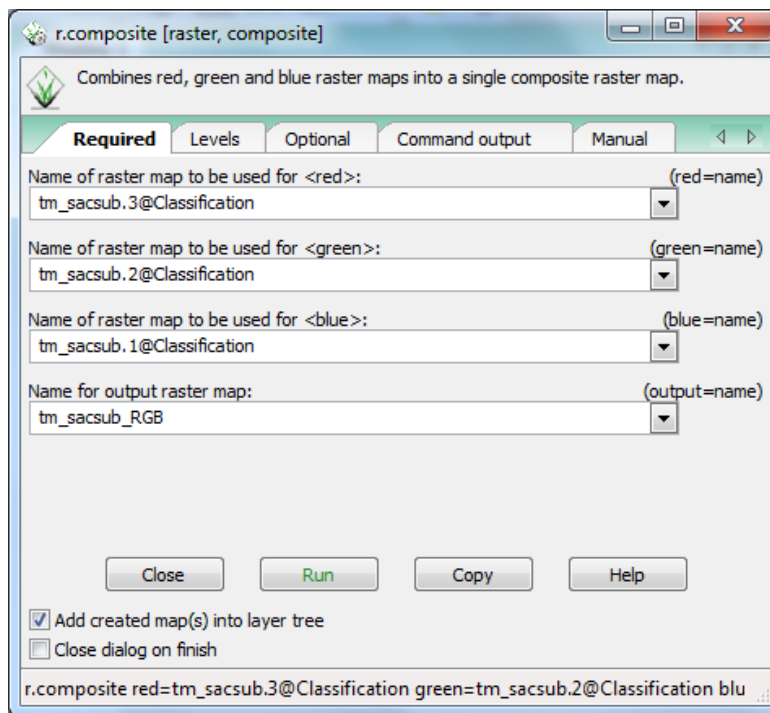 r.composite [raster, composite]
Combines red, green and blue raster maps into a single composite raster map.
Required Levels Optional Command output Manual
Name of raster map to be used for <red>: (red=name)
tm_sacsub.3@Classification
Name of raster map to be used for <green>: (green=name)
tm_sacsub.2@Classification
Name of raster map to be used for <blue>: (blue=name)
tm_sacsub.1@Classification
Name for output raster map: (output=name)
tm_sacsub_RGB
Close Run Copy Help
Add created map(s) into layer tree
Close dialog on finish
r.composite red=tm_sacsub.3@Classification green=tm_sacsub.2@Classification blu